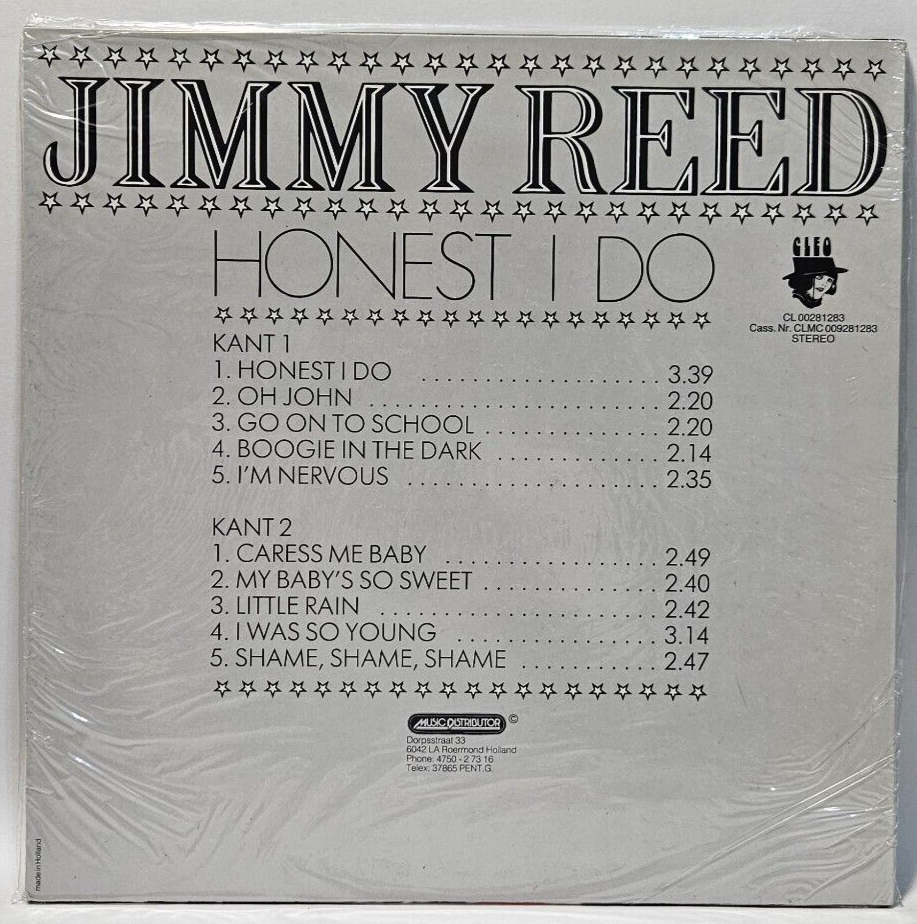 JIMMY REED
HONEST I DO
CLEO
CL 00281283
Cass. Nr. CLMC 009281283
STEREO
KANT 1
1. HONEST I DO .................. 3.39
2. OH JOHN ...................... 2.20
3. GO ON TO SCHOOL .............. 2.20
4. BOOGIE IN THE DARK ............ 2.14
5. I'M NERVOUS ................... 2.35
KANT 2
1. CARESS ME BABY ................ 2.49
2. MY BABY'S SO SWEET ............ 2.40
3. LITTLE RAIN .................... 2.42
4. I WAS SO YOUNG ................ 3.14
5. SHAME, SHAME, SHAME .......... 2.47
MUSIC DISTRIBUTOR ©
Dorpsstraat 33
6042 LA Roermond Holland
Phone: 4750 - 2 73 16
Telex: 37865 PENT.G.
made in Holland